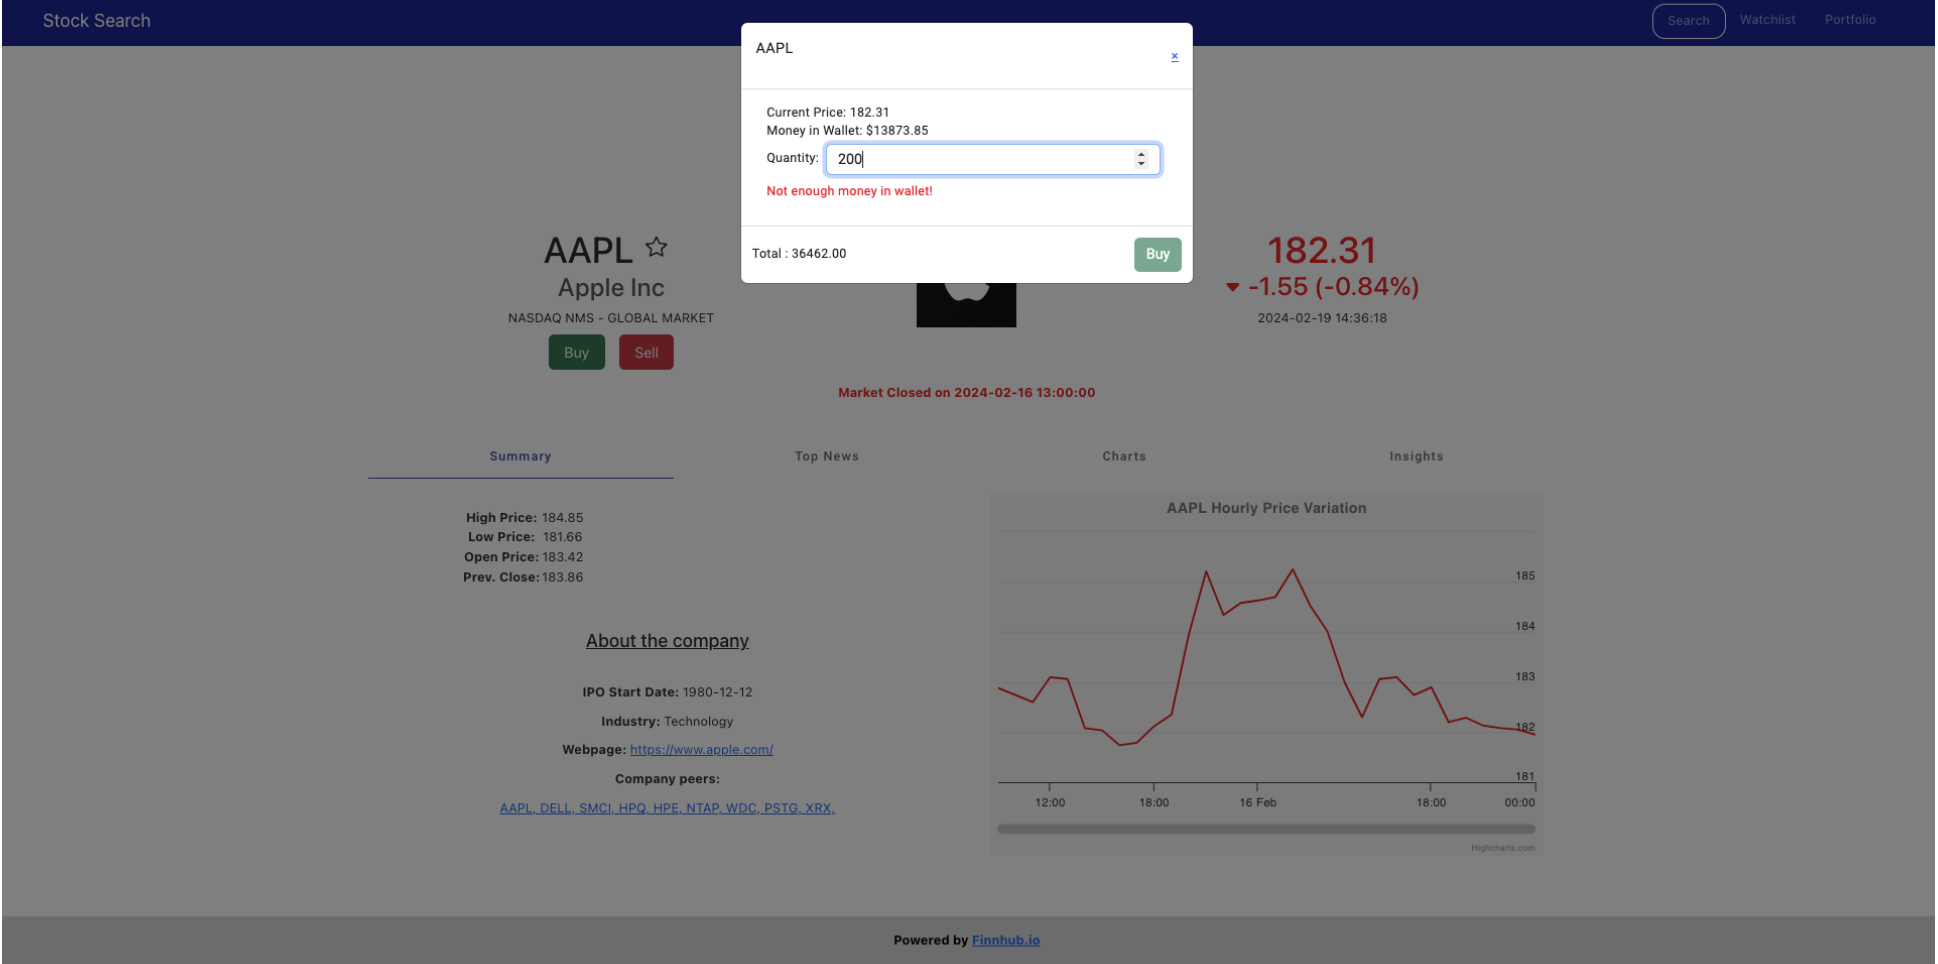 Stock Search
Search Watchlist Portfolio
AAPL
×
Current Price: 182.31
Money in Wallet: $13873.85
Quantity: 200
Not enough money in wallet!
Total : 36462.00
Buy
AAPL
Apple Inc
NASDAQ NMS - GLOBAL MARKET
Buy Sell
182.31
-1.55 (-0.84%)
2024-02-19 14:36:18
Market Closed on 2024-02-16 13:00:00
Summary Top News Charts Insights
High Price: 184.85
Low Price: 181.66
Open Price: 183.42
Prev. Close: 183.86
About the company
IPO Start Date: 1980-12-12
Industry: Technology
Webpage: https://www.apple.com/
Company peers:
AAPL, DELL, SMCI, HPQ, HPE, NTAP, WDC, PSTG, XRX,
AAPL Hourly Price Variation
185
184
183
182
181
12:00 18:00 16 Feb 18:00 00:00
Highcharts.com
Powered by Finnhub.io